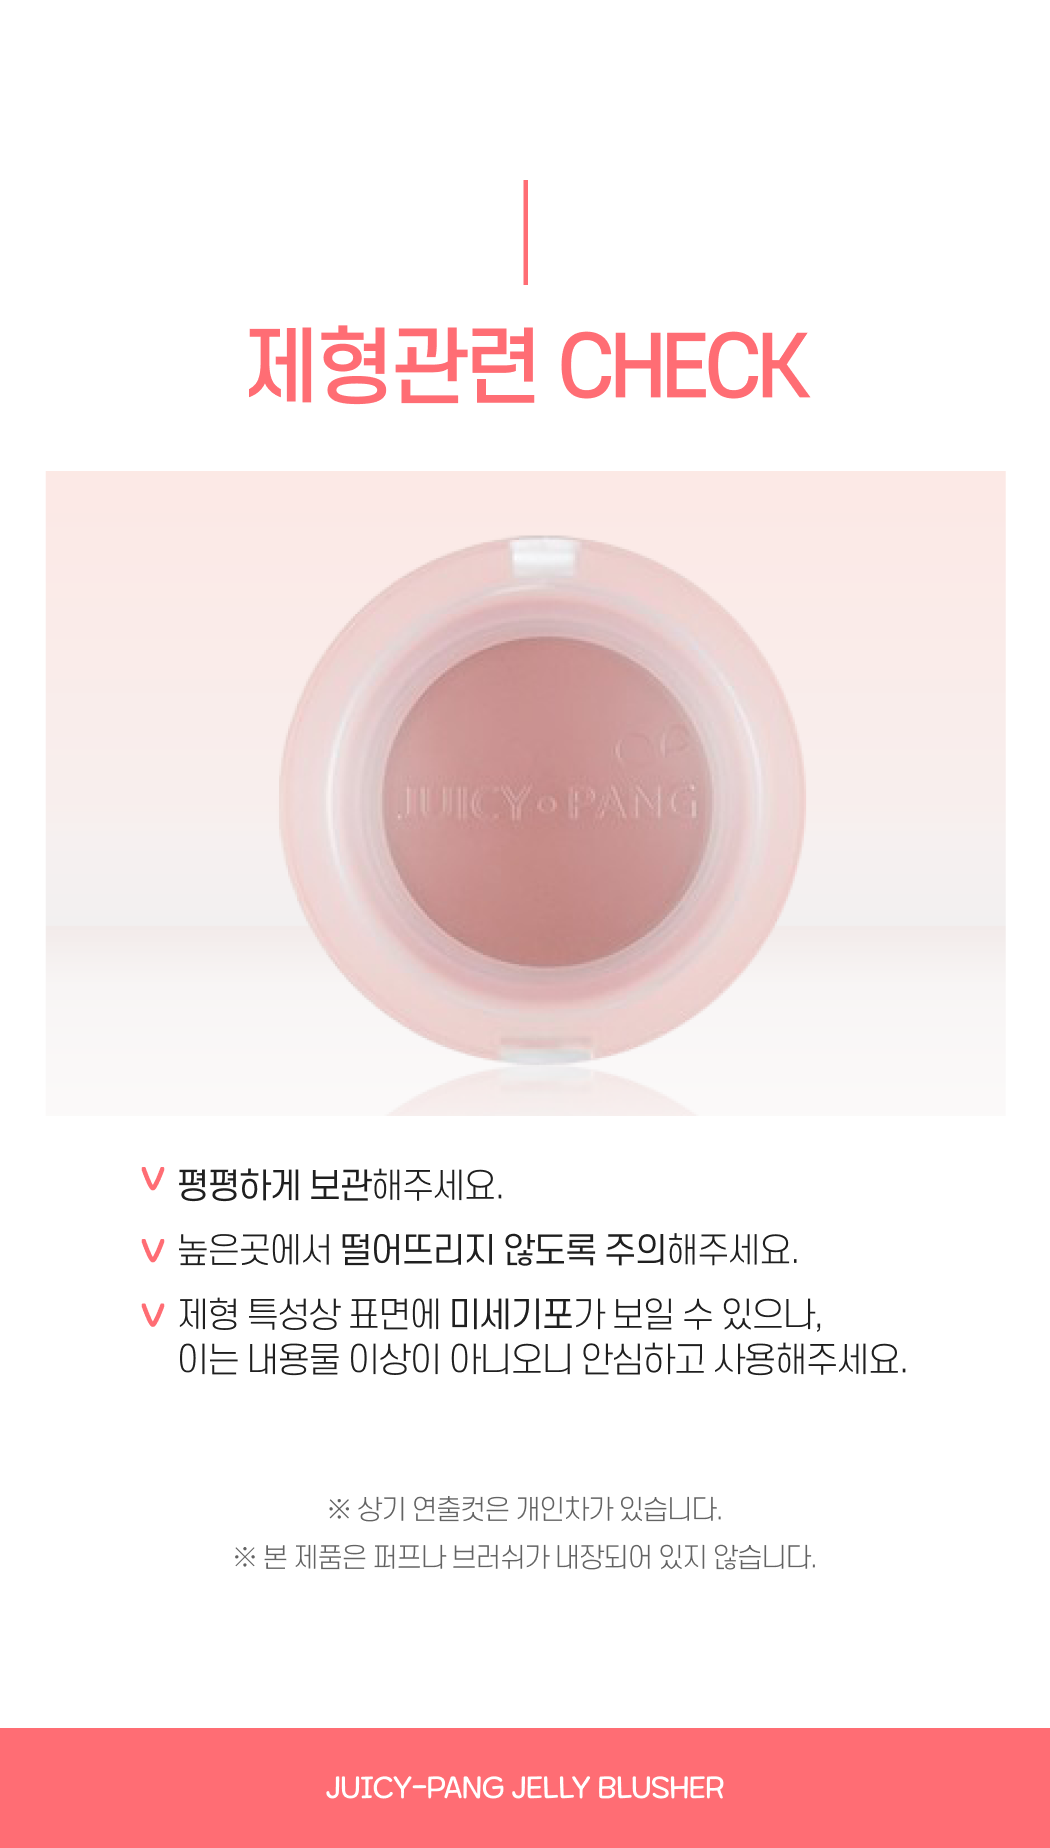 제형관련 CHECK
JUICY PANG
평평하게 보관해주세요.
높은곳에서 떨어뜨리지 않도록 주의해주세요.
제형 특성상 표면에 미세기포가 보일 수 있으나,
이는 내용물 이상이 아니오니 안심하고 사용해주세요.
※ 상기 연출컷은 개인차가 있습니다.
※ 본 제품은 퍼프나 브러쉬가 내장되어 있지 않습니다.
JUICY-PANG JELLY BLUSHER